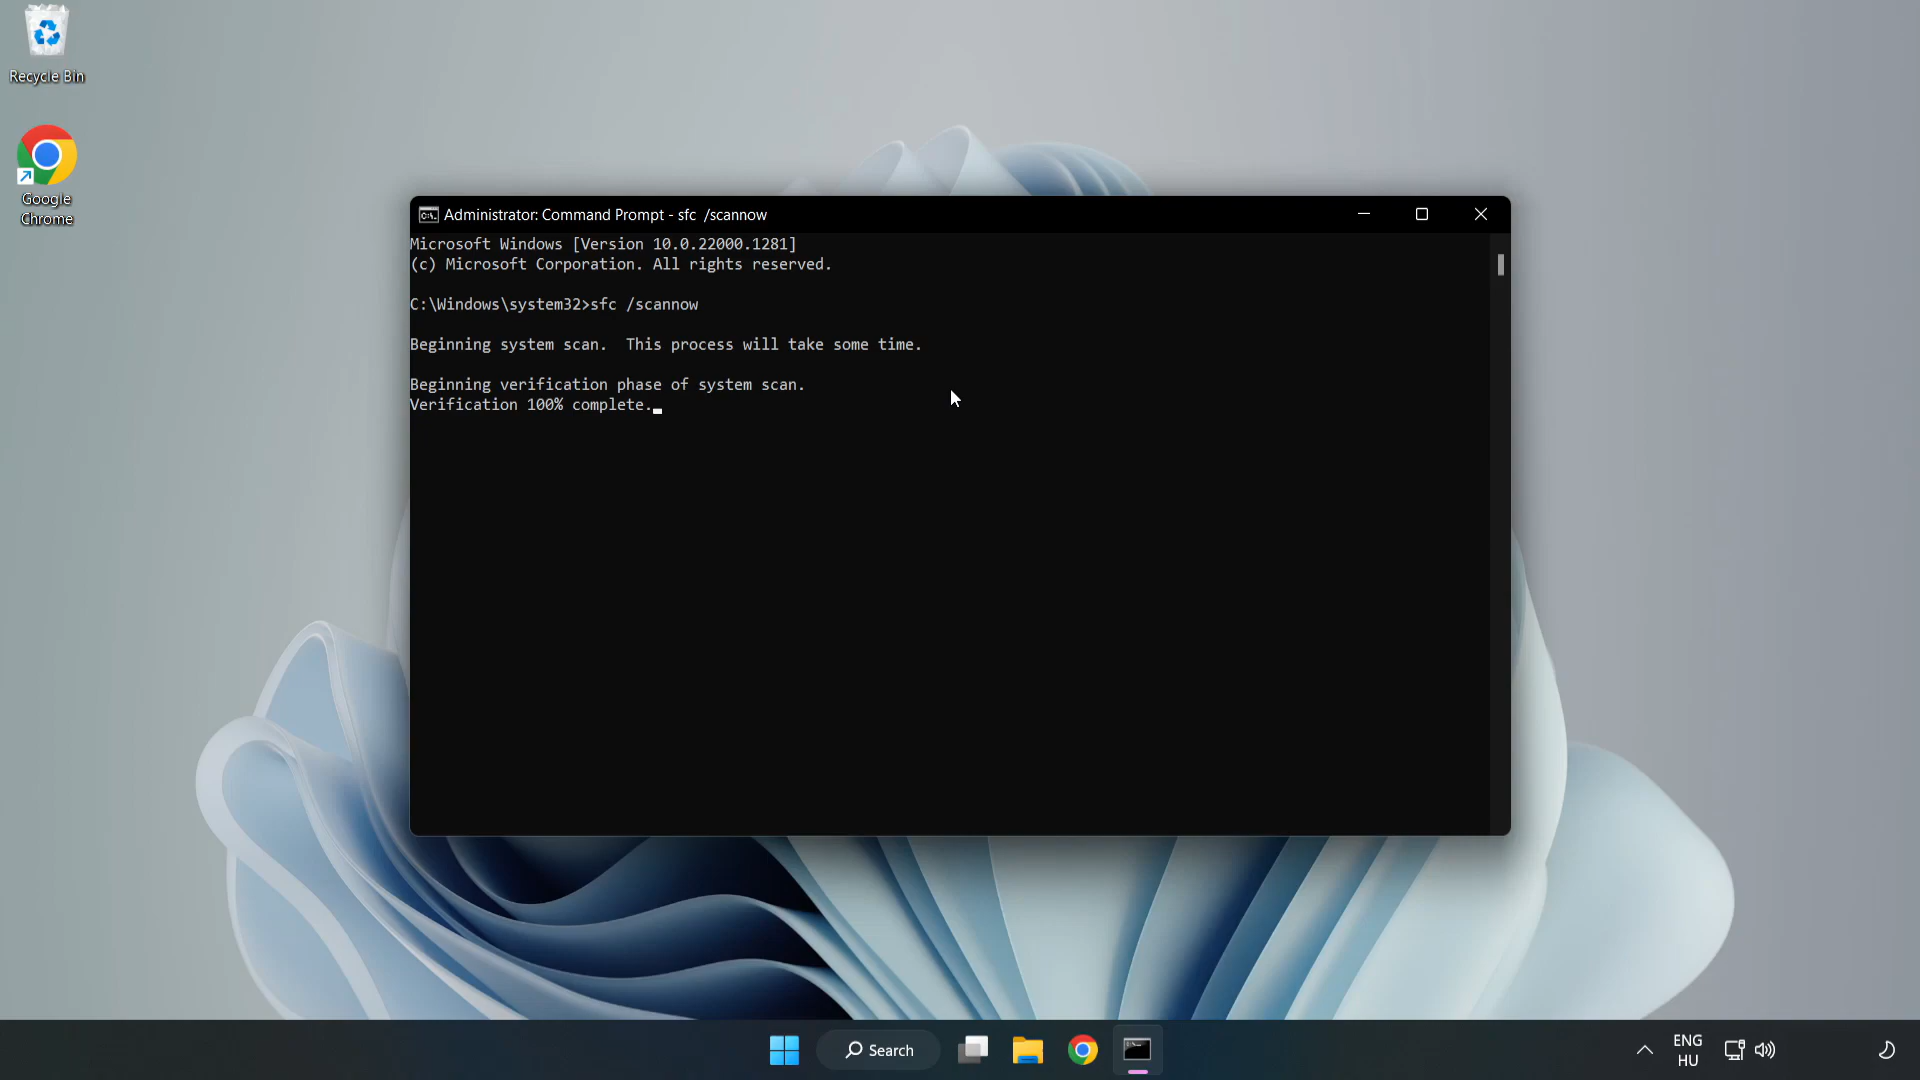 Recycle Bin
Google
Chrome
Administrator: Command Prompt - sfc  /scannow
Microsoft Windows [Version 10.0.22000.1281]
(c) Microsoft Corporation. All rights reserved.
C:\Windows\system32>sfc /scannow
Beginning system scan.  This process will take some time.
Beginning verification phase of system scan.
Verification 100% complete.
Search
ENG
HU